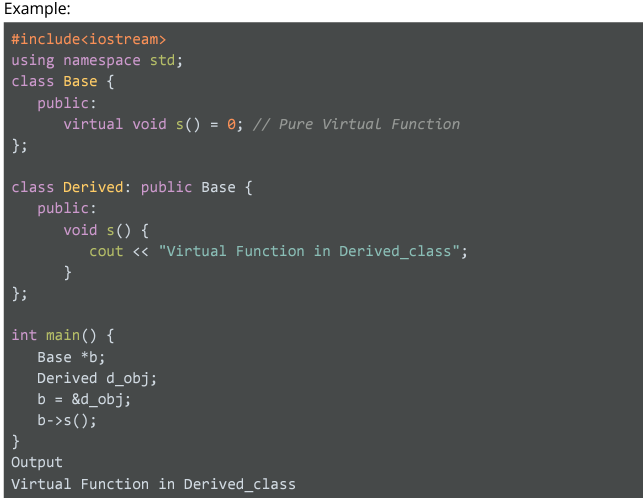 Example:
#include<iostream>
using namespace std;
class Base {
   public:
      virtual void s() = 0; // Pure Virtual Function
};

class Derived: public Base {
   public:
      void s() {
         cout << "Virtual Function in Derived_class";
      }
};

int main() {
   Base *b;
   Derived d_obj;
   b = &d_obj;
   b->s();
}
Output
Virtual Function in Derived_class